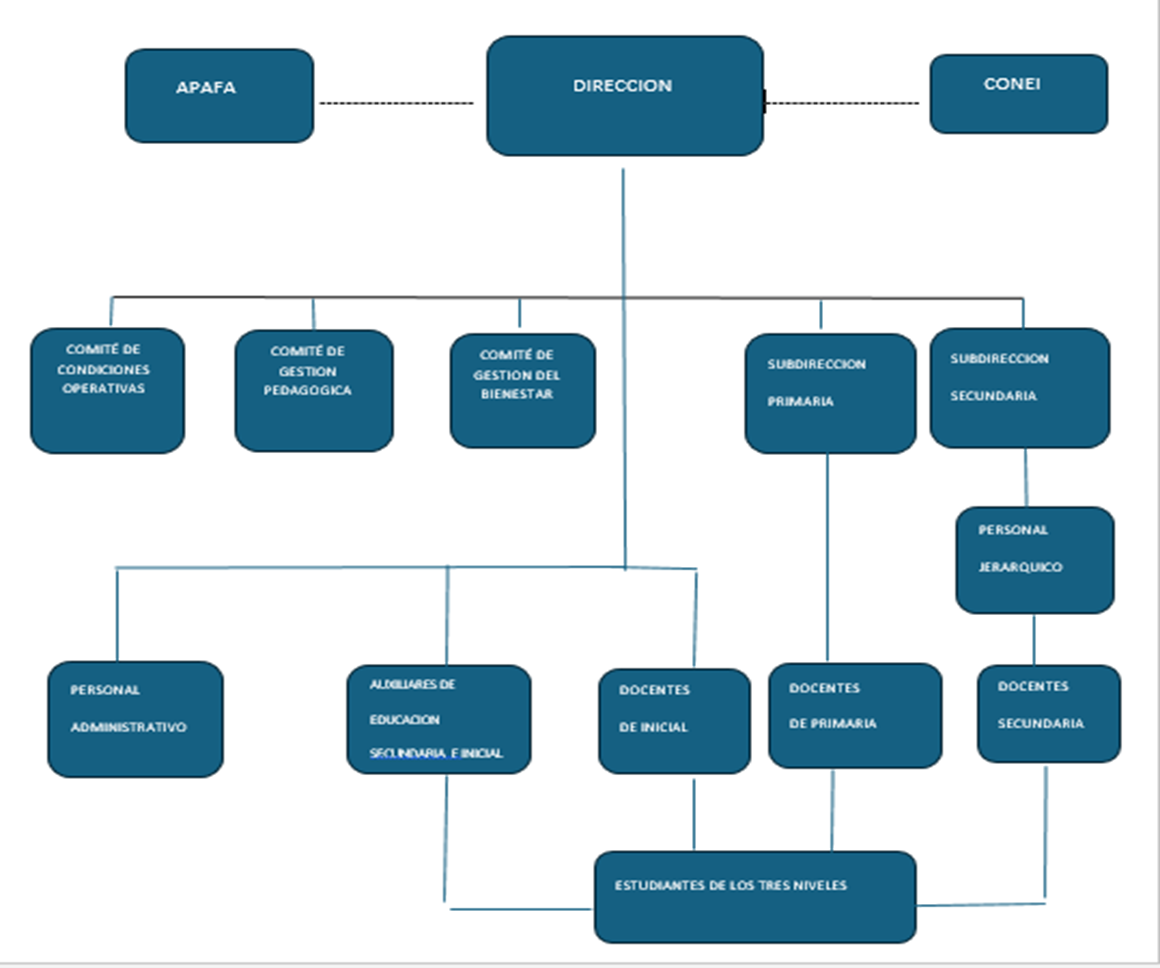 APAFA
DIRECCION
CONEI
COMITÉ DE
CONDICIONES
OPERATIVAS
COMITÉ DE
GESTION
PEDAGOGICA
COMITÉ DE
GESTION DEL
BIENESTAR
SUBDIRECCION
PRIMARIA
SUBDIRECCION
SECUNDARIA
PERSONAL
JERARQUICO
PERSONAL
ADMINISTRATIVO
AUXILIARES DE
EDUCACION
SECUNDARIA E INICIAL
DOCENTES
DE INICIAL
DOCENTES
DE PRIMARIA
DOCENTES
SECUNDARIA
ESTUDIANTES DE LOS TRES NIVELES